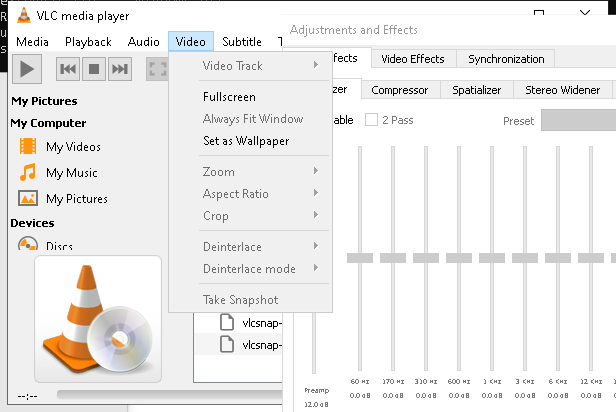 VLC media player
Adjustments and Effects
Media Playback Audio Video Subtitle T
Video Effects Synchronization
Compressor Spatializer Stereo Widener
2 Pass Preset
Video Track
Fullscreen
Always Fit Window
Set as Wallpaper
Zoom
Aspect Ratio
Crop
Deinterlace
Deinterlace mode
Take Snapshot
My Pictures
My Computer
My Videos
My Music
My Pictures
Devices
Discs
vlcsnap-
vlcsnap-
--:--
60 KHz 170 Hz 310 Hz 600 Hz 1 KHz 3 KHz 6 KHz 12 KHz
Preamp 0.0 dB 0.0 dB 0.0 dB 0.0 dB 0.0 dB 0.0 dB 0.0 dB 0.0 dB
12.0 dB